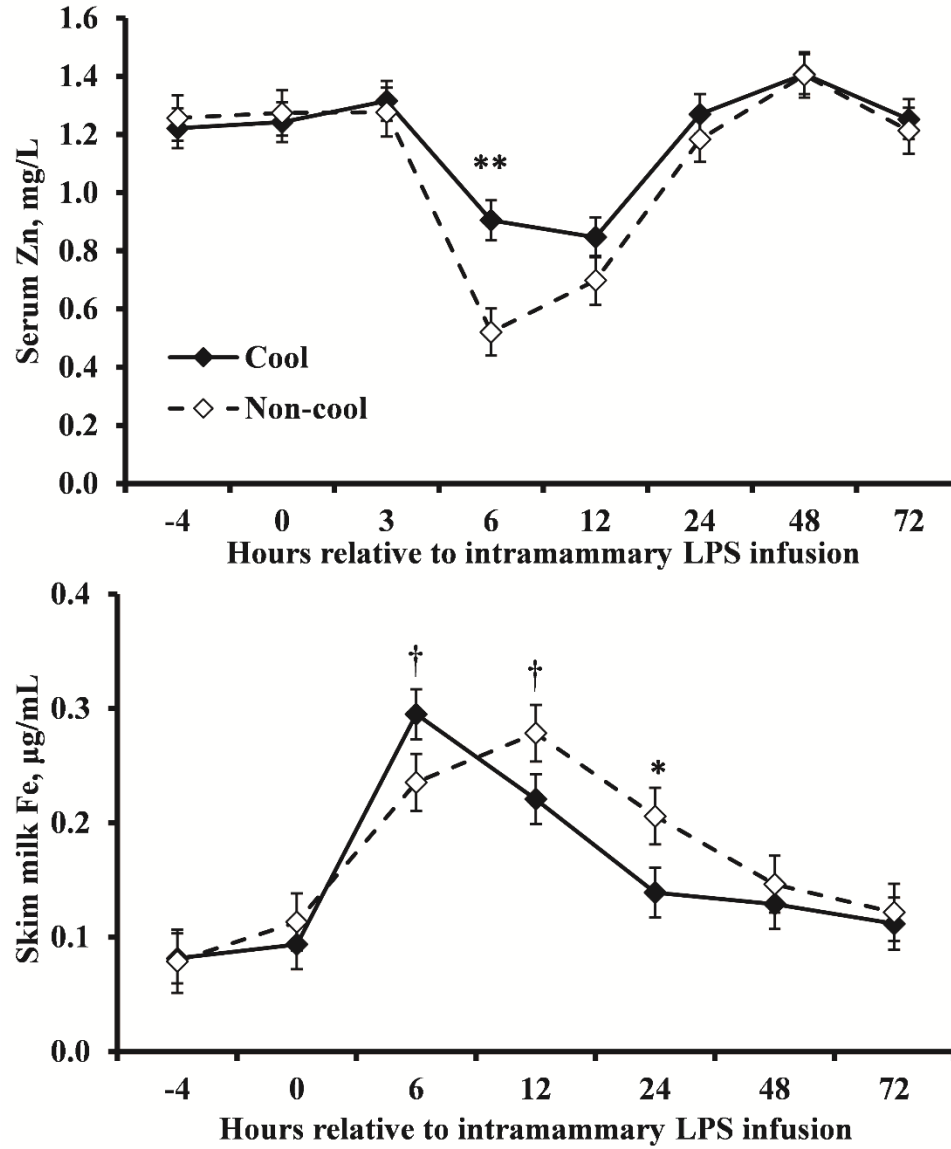 1.6
1.4
1.2
1.0
0.8
0.6
0.4
0.2
0.0
Serum Zn, mg/L
**
Cool
Non-cool
-4 0 3 6 12 24 48 72
Hours relative to intramammary LPS infusion
0.4
0.3
0.2
0.1
0.0
Skim milk Fe, µg/mL
† † *
-4 0 6 12 24 48 72
Hours relative to intramammary LPS infusion